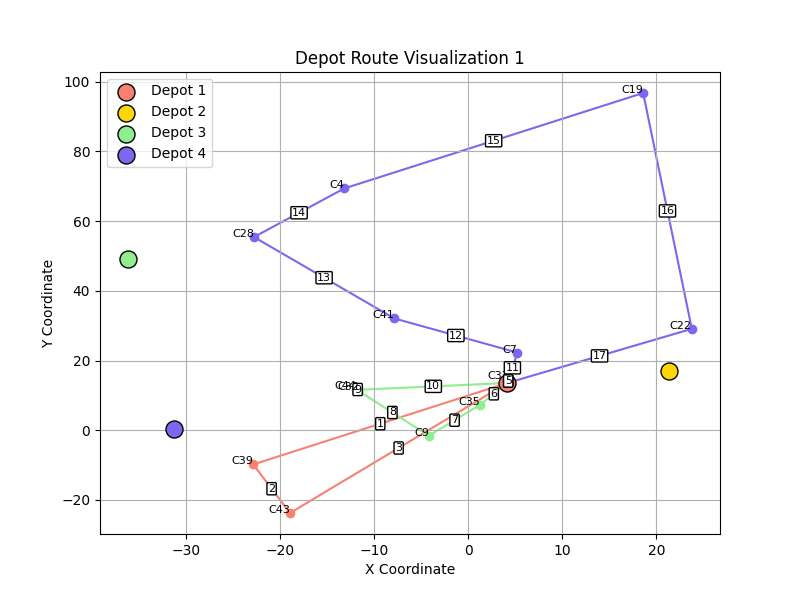 Depot Route Visualization 1
Depot 1
Depot 2
Depot 3
Depot 4
Y Coordinate
100
80
60
40
20
0
−20
−30
−20
−10
0
10
20
X Coordinate
C19
15
C4
14
16
C28
13
C41
12
C22
C7
17
11
5
10
9
6
C35
8
7
1
C9
3
C39
2
C43